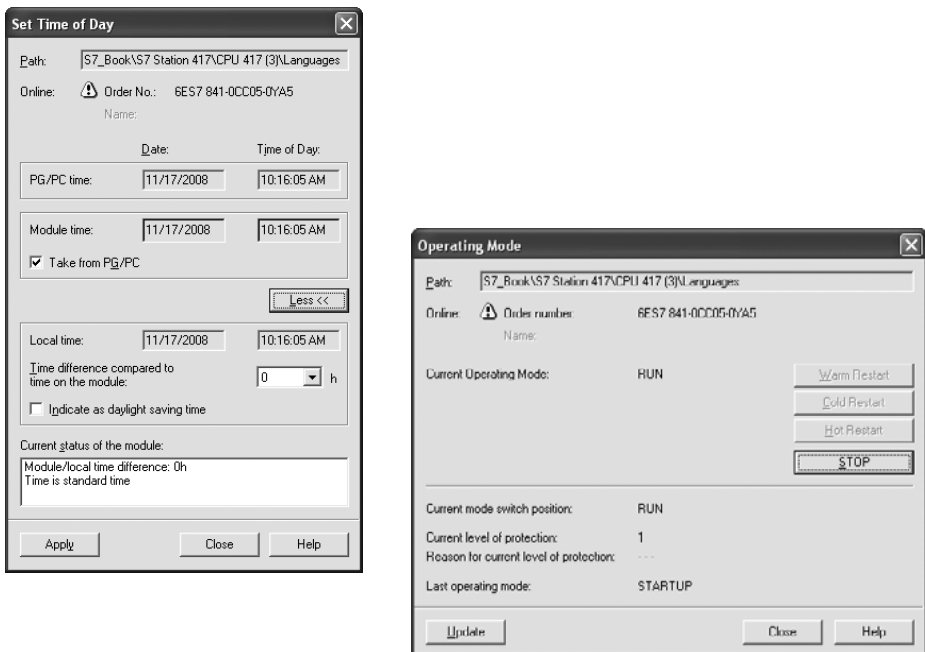 Set Time of Day
Path: S7_Book\S7 Station 417\CPU 417 (3)\Languages
Online: Order No.: 6ES7 841-0CC05-0YA5
Name:
Date: Time of Day:
PG/PC time: 11/17/2008 10:16:05 AM
Module time: 11/17/2008 10:16:05 AM
Take from PG/PC
Less <<
Local time: 11/17/2008 10:16:05 AM
Time difference compared to
time on the module: 0 h
Indicate as daylight saving time
Current status of the module:
Module/local time difference: 0h
Time is standard time
Apply Close Help
Operating Mode
Path: S7_Book\S7 Station 417\CPU 417 (3)\Languages
Online: Order number: 6ES7 841-0CC05-0YA5
Name:
Current Operating Mode: RUN
Warm Restart
Cold Restart
Hot Restart
STOP
Current mode switch position: RUN
Current level of protection: 1
Reason for current level of protection: - - -
Last operating mode: STARTUP
Update Close Help